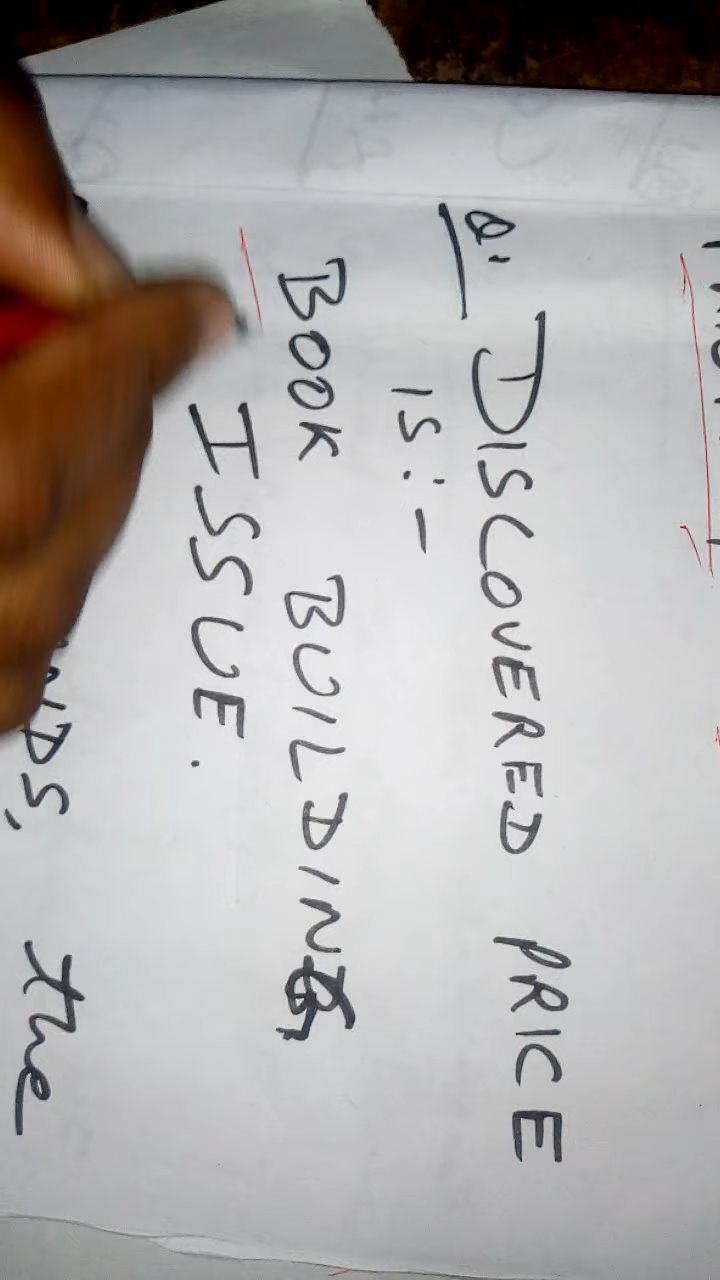 Q. DISCOVERED PRICE
IS:-
BOOK BUILDING
ISSUE.
the